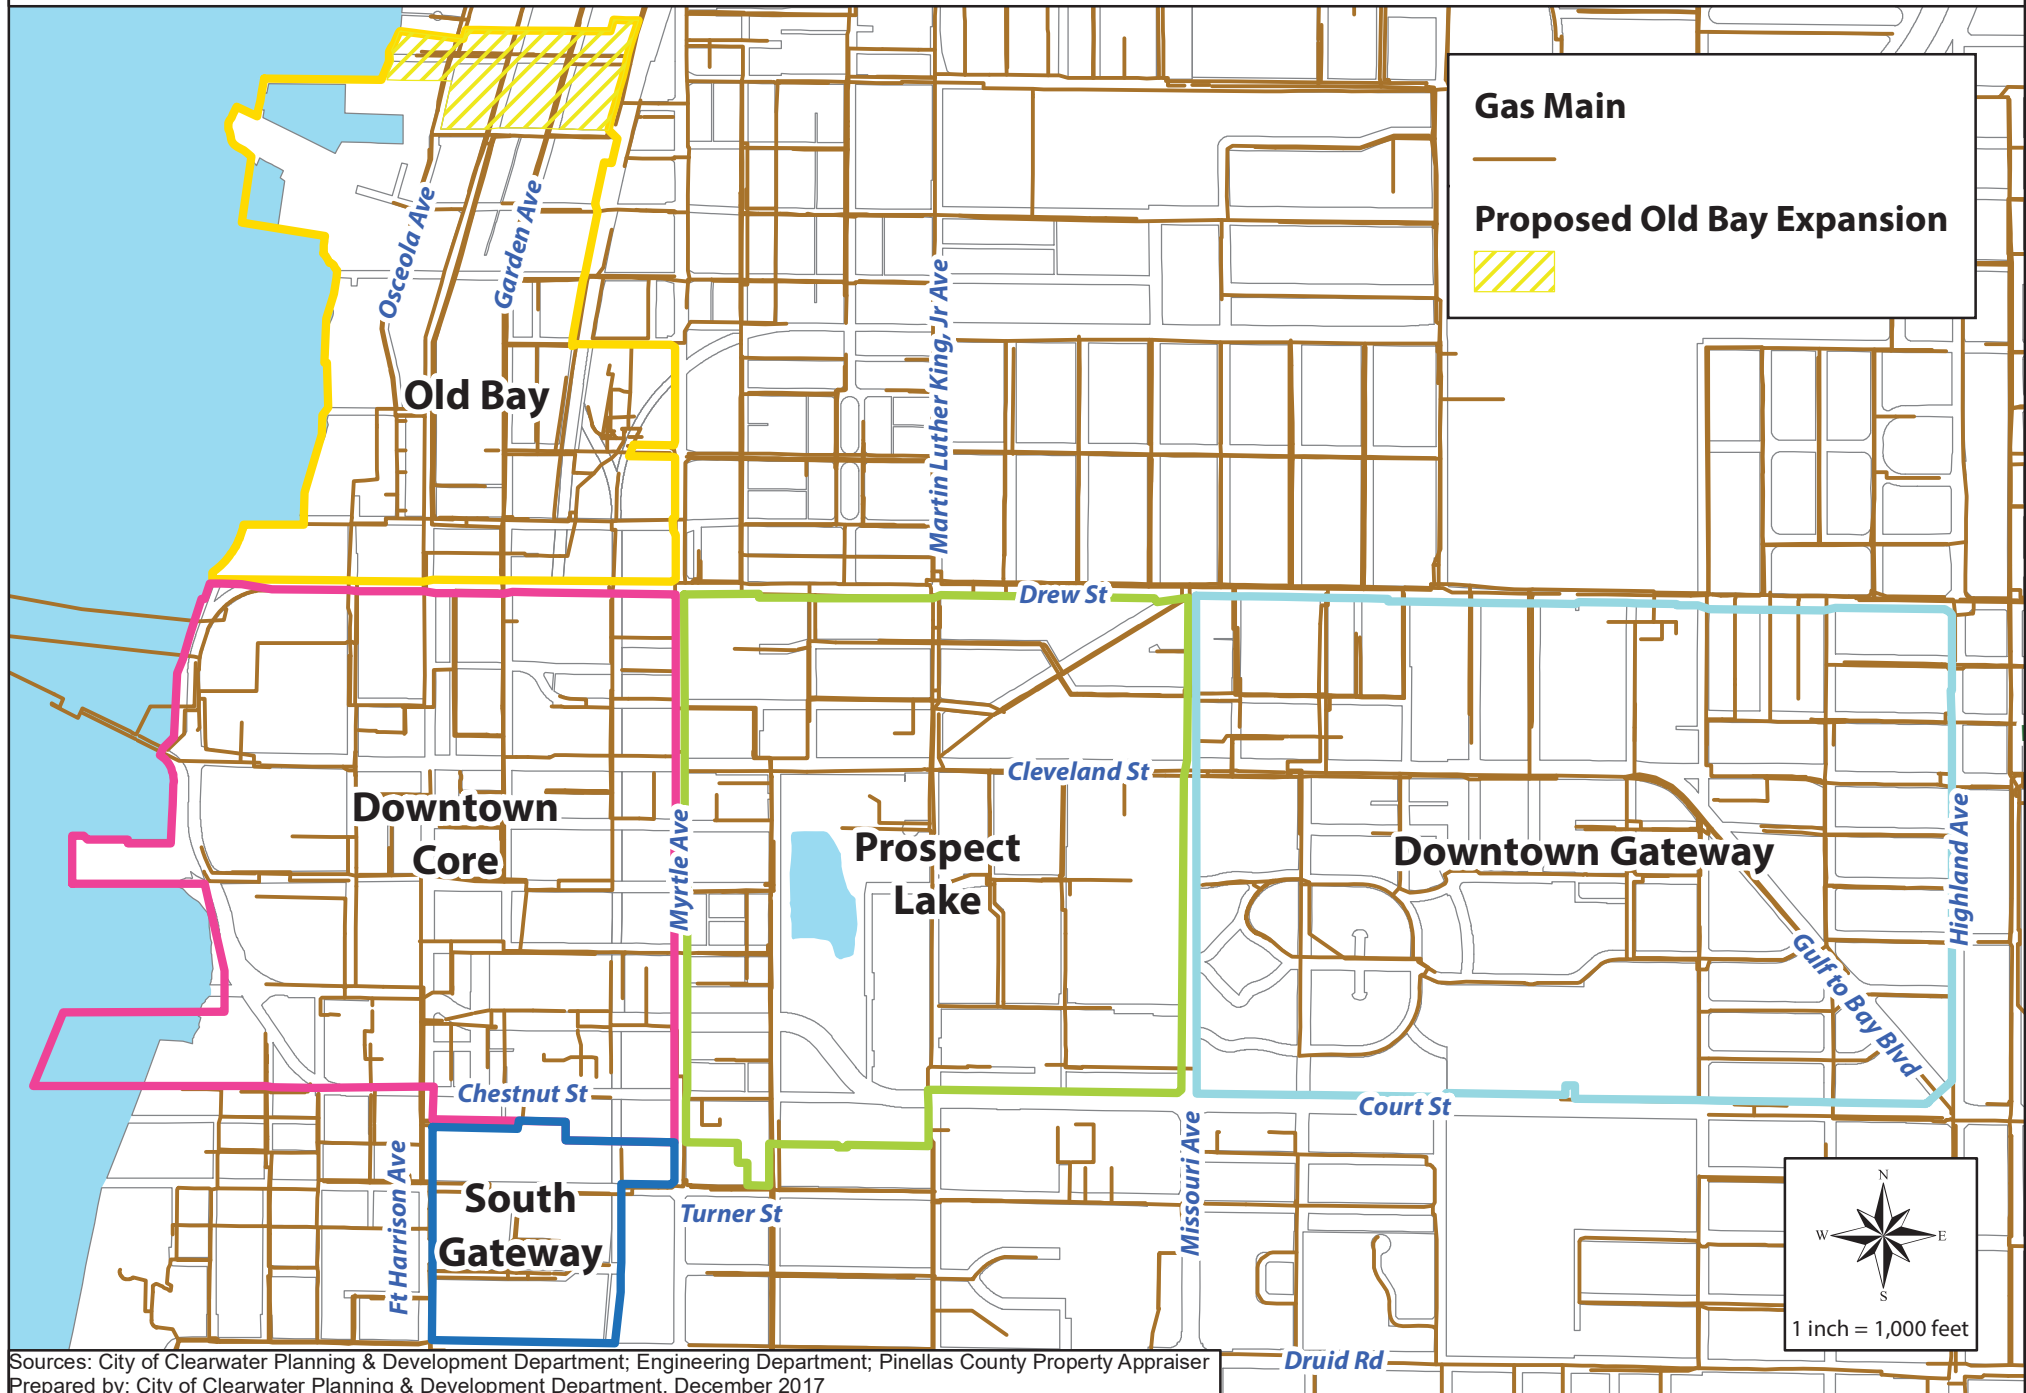 Gas Main
Proposed Old Bay Expansion
Osceola Ave
Garden Ave
Martin Luther King, Jr Ave
Old Bay
Drew St
Cleveland St
Downtown
Core
Myrtle Ave
Prospect
Lake
Downtown Gateway
Highland Ave
Gulf to Bay Blvd
Chestnut St
Court St
Ft Harrison Ave
South
Gateway
Turner St
Missouri Ave
N
W
E
S
1 inch = 1,000 feet
Druid Rd
Sources: City of Clearwater Planning & Development Department; Engineering Department; Pinellas County Property Appraiser
Prepared by: City of Clearwater Planning & Development Department, December 2017